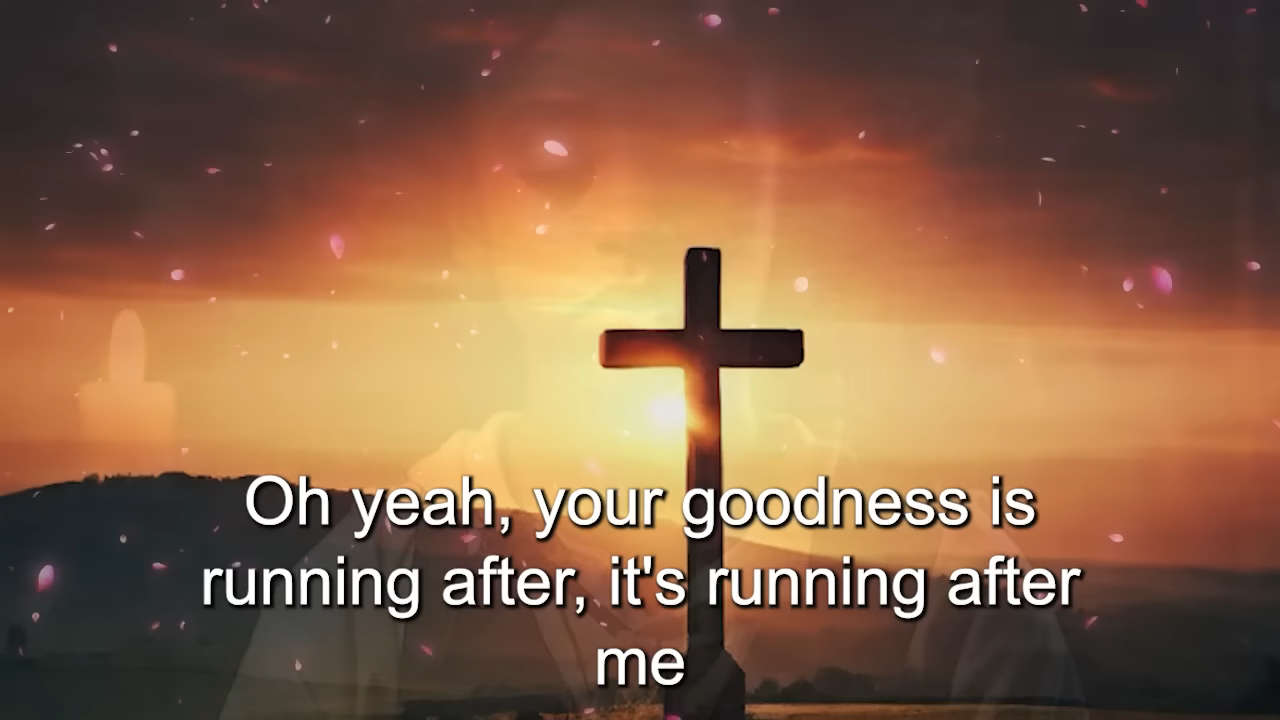 Oh yeah, your goodness is
running after, it's running after
me